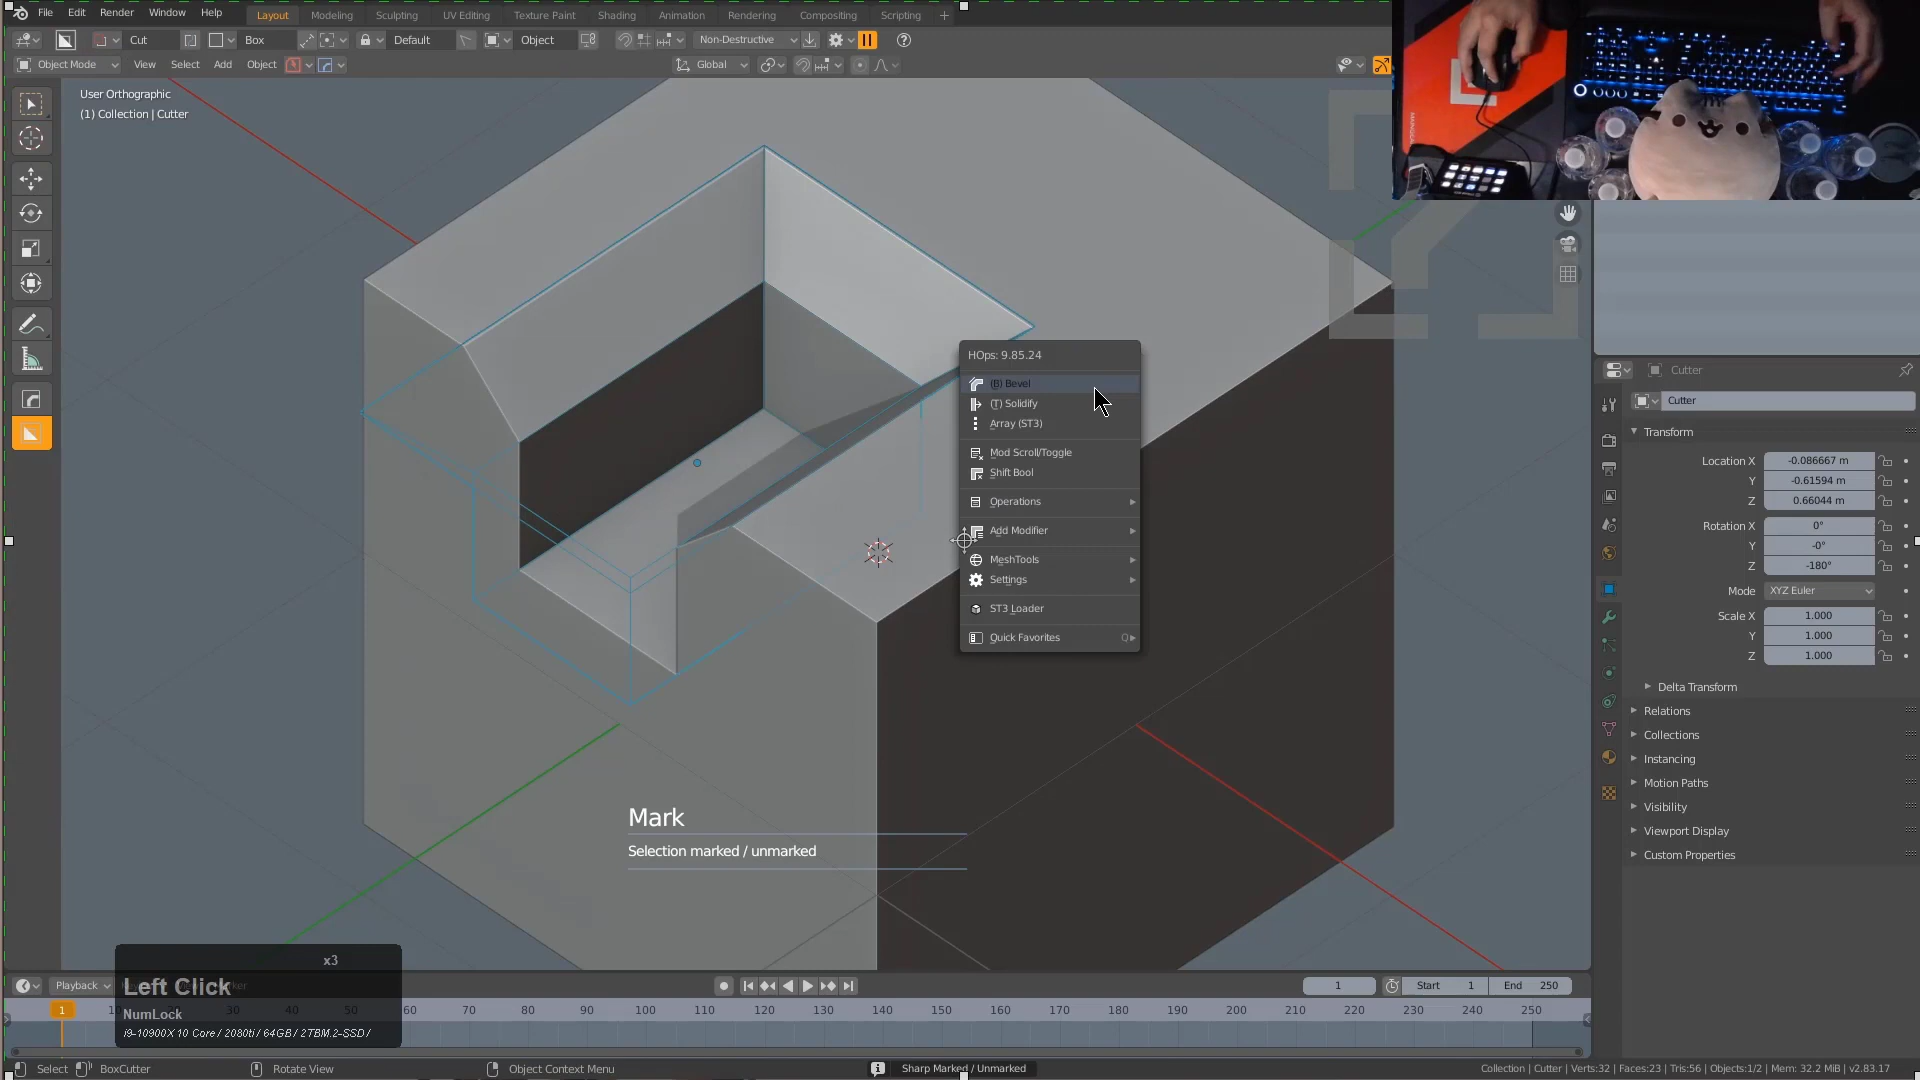 File Edit Render Window Help
Layout Modeling Sculpting UV Editing Texture Paint Shading Animation Rendering Compositing Scripting +
Cut Box Default Object Non-Destructive
Object Mode View Select Add Object Global
User Orthographic
(1) Collection | Cutter
HOps: 9.85.24
(B) Bevel
(T) Solidify
Array (ST3)
Mod Scroll/Toggle
Shift Bool
Operations
Add Modifier
MeshTools
Settings
ST3 Loader
Quick Favorites Q
Cutter
Cutter
Transform
Location X -0.086667 m
Y -0.61594 m
Z 0.66044 m
Rotation X 0°
Y -0°
Z -180°
Mode XYZ Euler
Scale X 1.000
Y 1.000
Z 1.000
Delta Transform
Relations
Collections
Instancing
Motion Paths
Visibility
Viewport Display
Custom Properties
Mark
Selection marked / unmarked
x3
Left Click
NumLock
i9-10900X 10 Core / 2080ti / 64GB / 2TBM.2-SSD /
Playback
1 Start 1 End 250
1 10 20 30 40 50 60 70 80 90 100 110 120 130 140 150 160 170 180 190 200 210 220 230 240 250
Select BoxCutter Rotate View Object Context Menu Sharp Marked / Unmarked Collection | Cutter | Verts:32 | Faces:23 | Tris:56 | Objects:1/2 | Mem: 32.2 MiB | v2.83.17